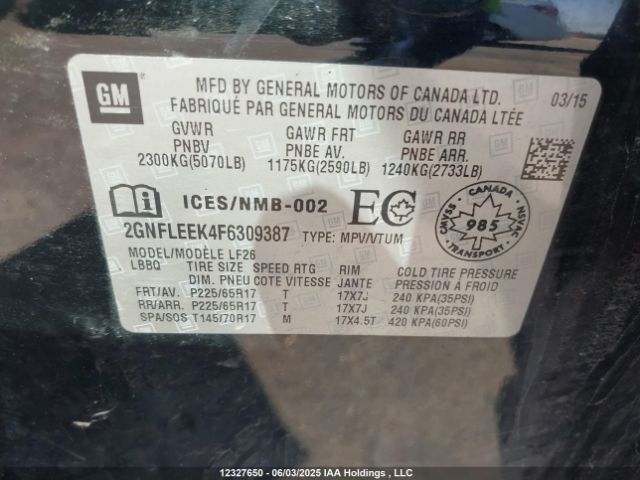 GM
MFD BY GENERAL MOTORS OF CANADA LTD. 03/15
FABRIQUÉ PAR GENERAL MOTORS DU CANADA LTÉE
GVWR GAWR FRT GAWR RR
PNBV PNBE AV. PNBE ARR.
2300KG(5070LB) 1175KG(2590LB) 1240KG(2733LB)
ICES/NMB-002 EC
CANADA
985
NSVAC
2GNFLEEK4F6309387 TYPE: MPV/VTUM
MODEL/MODÈLE LF26
LBBQ TIRE SIZE SPEED RTG RIM COLD TIRE PRESSURE
DIM. PNEU COTE VITESSE JANTE PRESSION A FROID
FRT/AV. P225/65R17 T 17X7J 240 KPA(35PSI)
RR/ARR. P225/65R17 T 17X7J 240 KPA(35PSI)
SPA/SOS T145/70R17 M 17X4.5T 420 KPA(60PSI)
12327650 - 06/03/2025 IAA Holdings , LLC